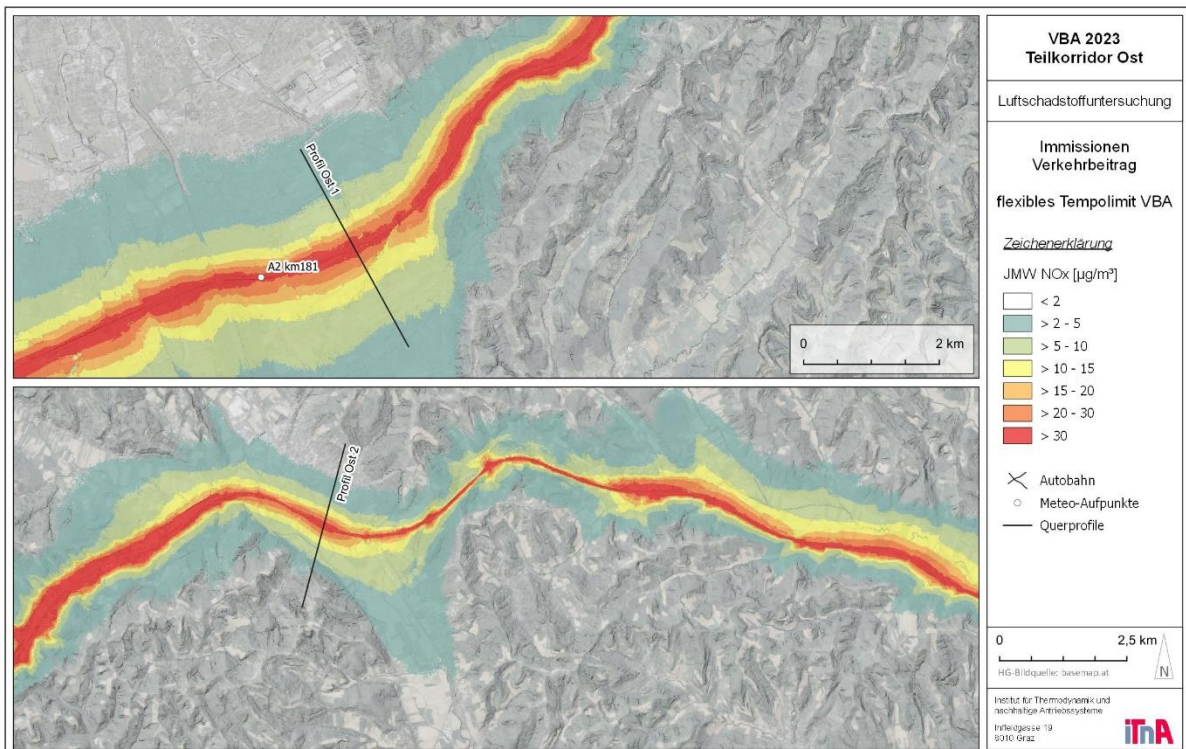 Profil Ost 1
A2 km181
0 2 km
Profil Ost 2
VBA 2023
Teilkorridor Ost
Luftschadstoffuntersuchung
Immissionen
Verkehrbeitrag
flexibles Tempolimit VBA
Zeichenerklärung
JMW NOx [µg/m³]
< 2
> 2 - 5
> 5 - 10
> 10 - 15
> 15 - 20
> 20 - 30
> 30
Autobahn
Meteo-Aufpunkte
Querprofile
0 2,5 km
HG-Bildquelle: basemap.at
N
Institut für Thermodynamik und
nachhaltige Antriebssysteme
Inffeldgasse 19
8010 Graz
iTnA